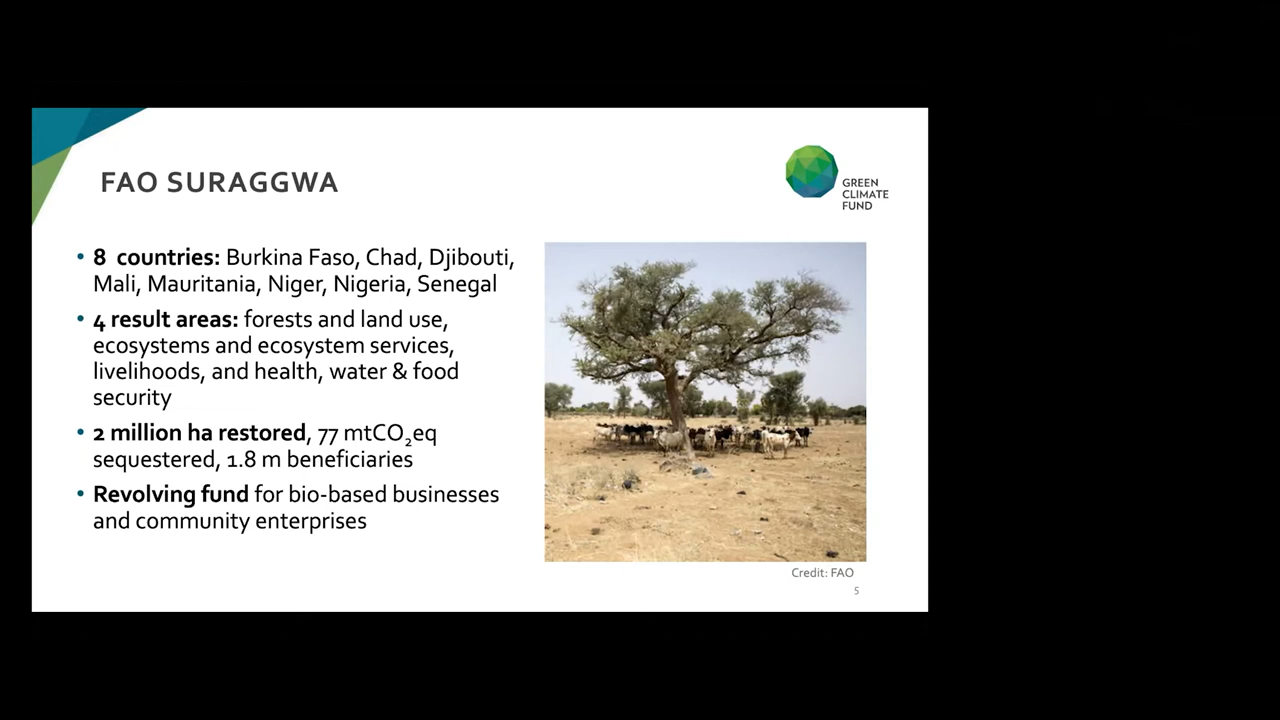 FAO SURAGGWA
GREEN
CLIMATE
FUND
• 8  countries: Burkina Faso, Chad, Djibouti,
Mali, Mauritania, Niger, Nigeria, Senegal
• 4 result areas: forests and land use,
ecosystems and ecosystem services,
livelihoods, and health, water & food
security
• 2 million ha restored, 77 mtCO₂eq
sequestered, 1.8 m beneficiaries
• Revolving fund for bio-based businesses
and community enterprises
Credit: FAO
5